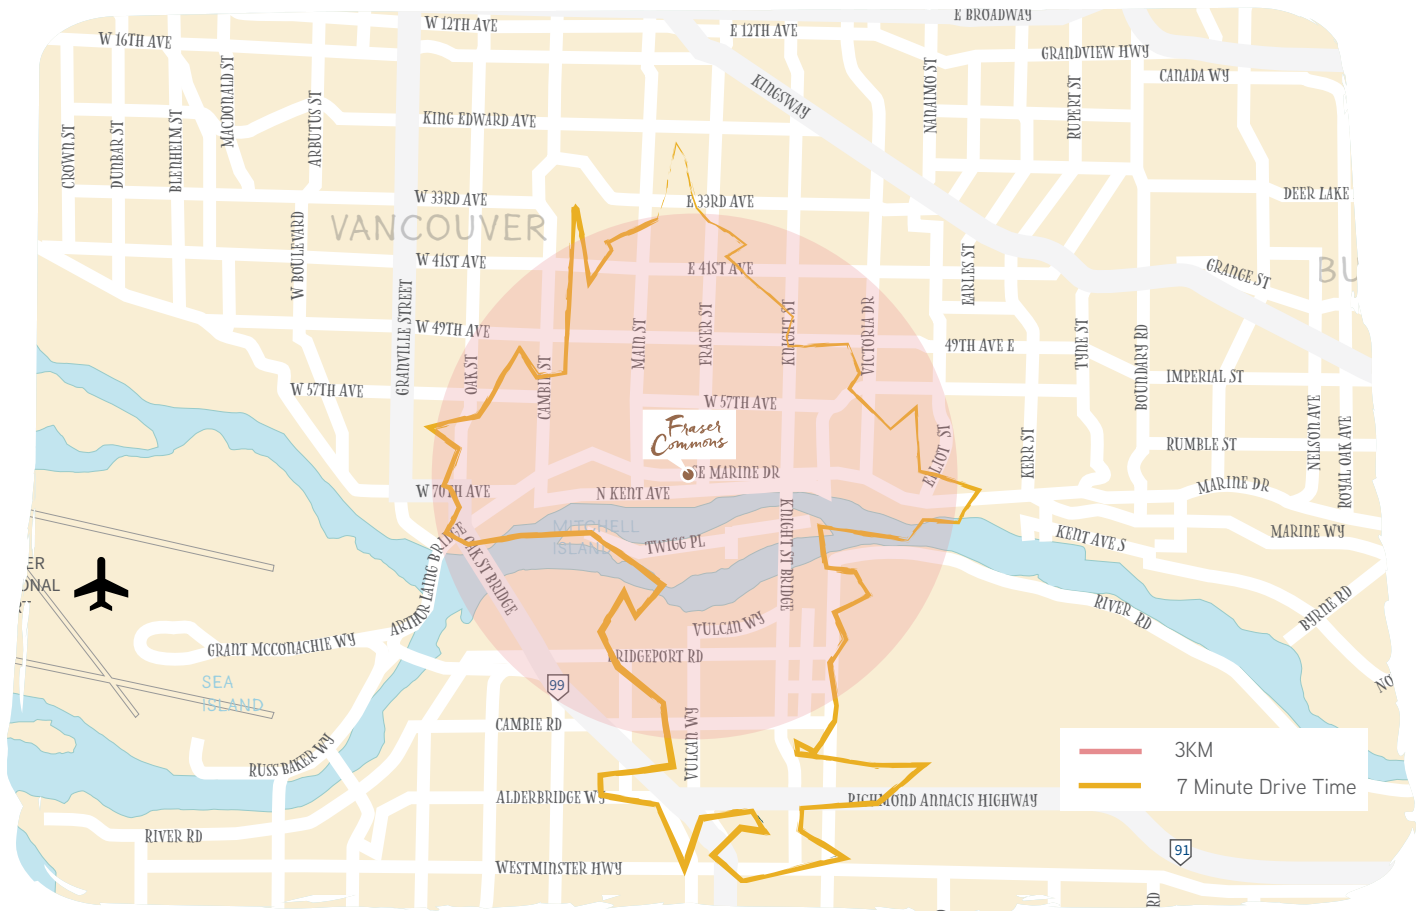 E BROADWAY
W 12TH AVE
E 12TH AVE
W 16TH AVE
GRANDVIEW HWY
CANADA WY
KINGSWAY
NANAIMO ST
RUPERT ST
MACDONALD ST
ARBUTUS ST
KING EDWARD AVE
CROWN ST
DUNBAR ST
BLENHEIM ST
W 33RD AVE
E 33RD AVE
DEER LAKE
VANCOUVER
W BOULEVARD
W 41ST AVE
E 41ST AVE
EARLES ST
GRANGE ST
BU
GRANVILLE STREET
W 49TH AVE
MAIN ST
FRASER ST
KNIGHT ST
VICTORIA DR
49TH AVE E
TYNE ST
BOUNDARY RD
OAK ST
CAMBIE ST
W 57TH AVE
W 57TH AVE
IMPERIAL ST
Fraser
Commons
ELLIOT ST
KERR ST
RUMBLE ST
NELSON AVE
ROYAL OAK AVE
SE MARINE DR
W 70TH AVE
N KENT AVE
MARINE DR
MITCHELL
ISLAND
TWIGG PL
KNIGHT ST BRIDGE
KENT AVE S
MARINE WY
ER
ONAL
RT
ARTHUR LAING BRIDGE
OAK ST BRIDGE
VULCAN WY
RIVER RD
BYRNE RD
GRANT MCCONACHIE WY
BRIDGEPORT RD
SEA
ISLAND
99
NO
CAMBIE RD
VULCAN WY
RUSS BAKER WY
3KM
7 Minute Drive Time
ALDERBRIDGE WY
RICHMOND ANNACIS HIGHWAY
RIVER RD
91
WESTMINSTER HWY
RD